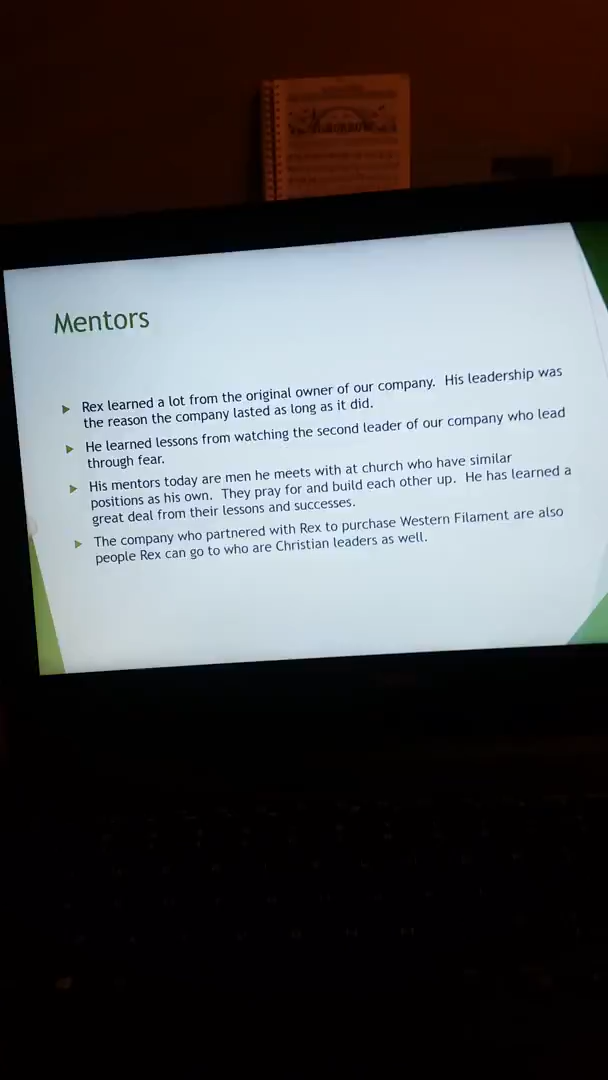 Mentors
Rex learned a lot from the original owner of our company. His leadership was
the reason the company lasted as long as it did.
He learned lessons from watching the second leader of our company who lead
through fear.
His mentors today are men he meets with at church who have similar
positions as his own. They pray for and build each other up. He has learned a
great deal from their lessons and successes.
The company who partnered with Rex to purchase Western Filament are also
people Rex can go to who are Christian leaders as well.